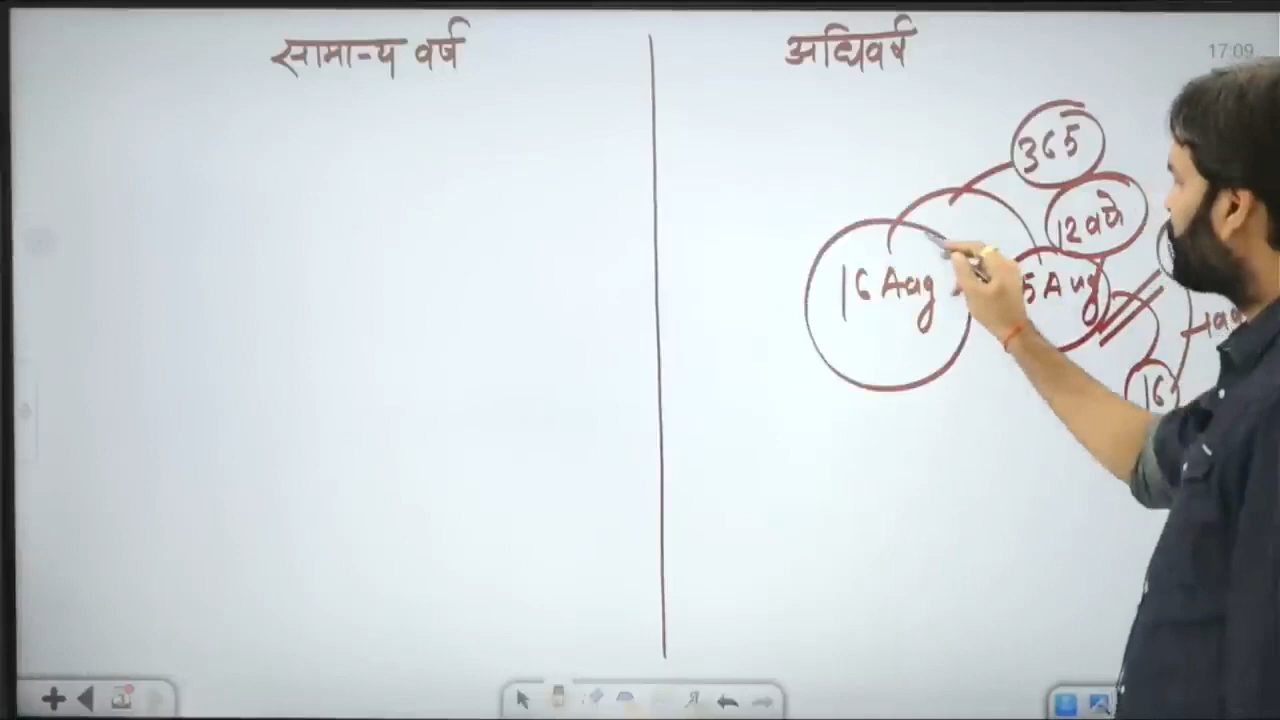 सामान्य वर्ष
अधिवर्ष
17:09
365
12 बजे
16 Aug
5 Aug
16